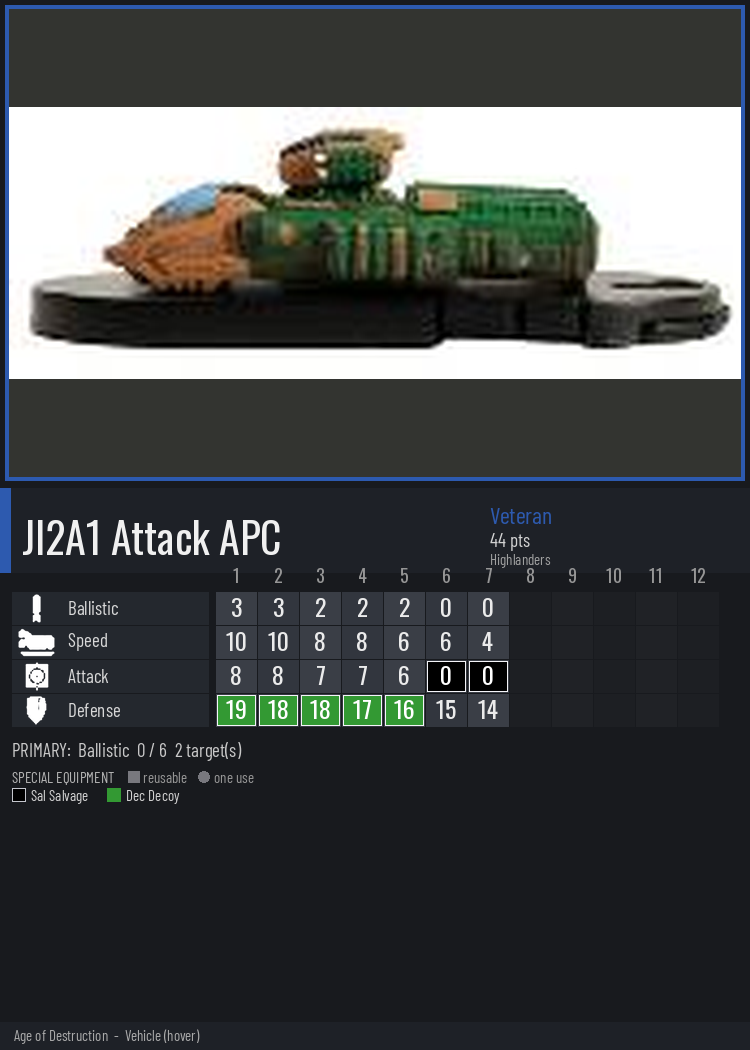 JI2A1 Attack APC
Veteran
44 pts
Highlanders
1 2 3 4 5 6 7 8 9 10 11 12
Ballistic 3 3 2 2 2 0 0
Speed 10 10 8 8 6 6 4
Attack 8 8 7 7 6 0 0
Defense 19 18 18 17 16 15 14
PRIMARY: Ballistic 0 / 6 2 target(s)
SPECIAL EQUIPMENT reusable one use
Sal Salvage Dec Decoy
Age of Destruction - Vehicle (hover)